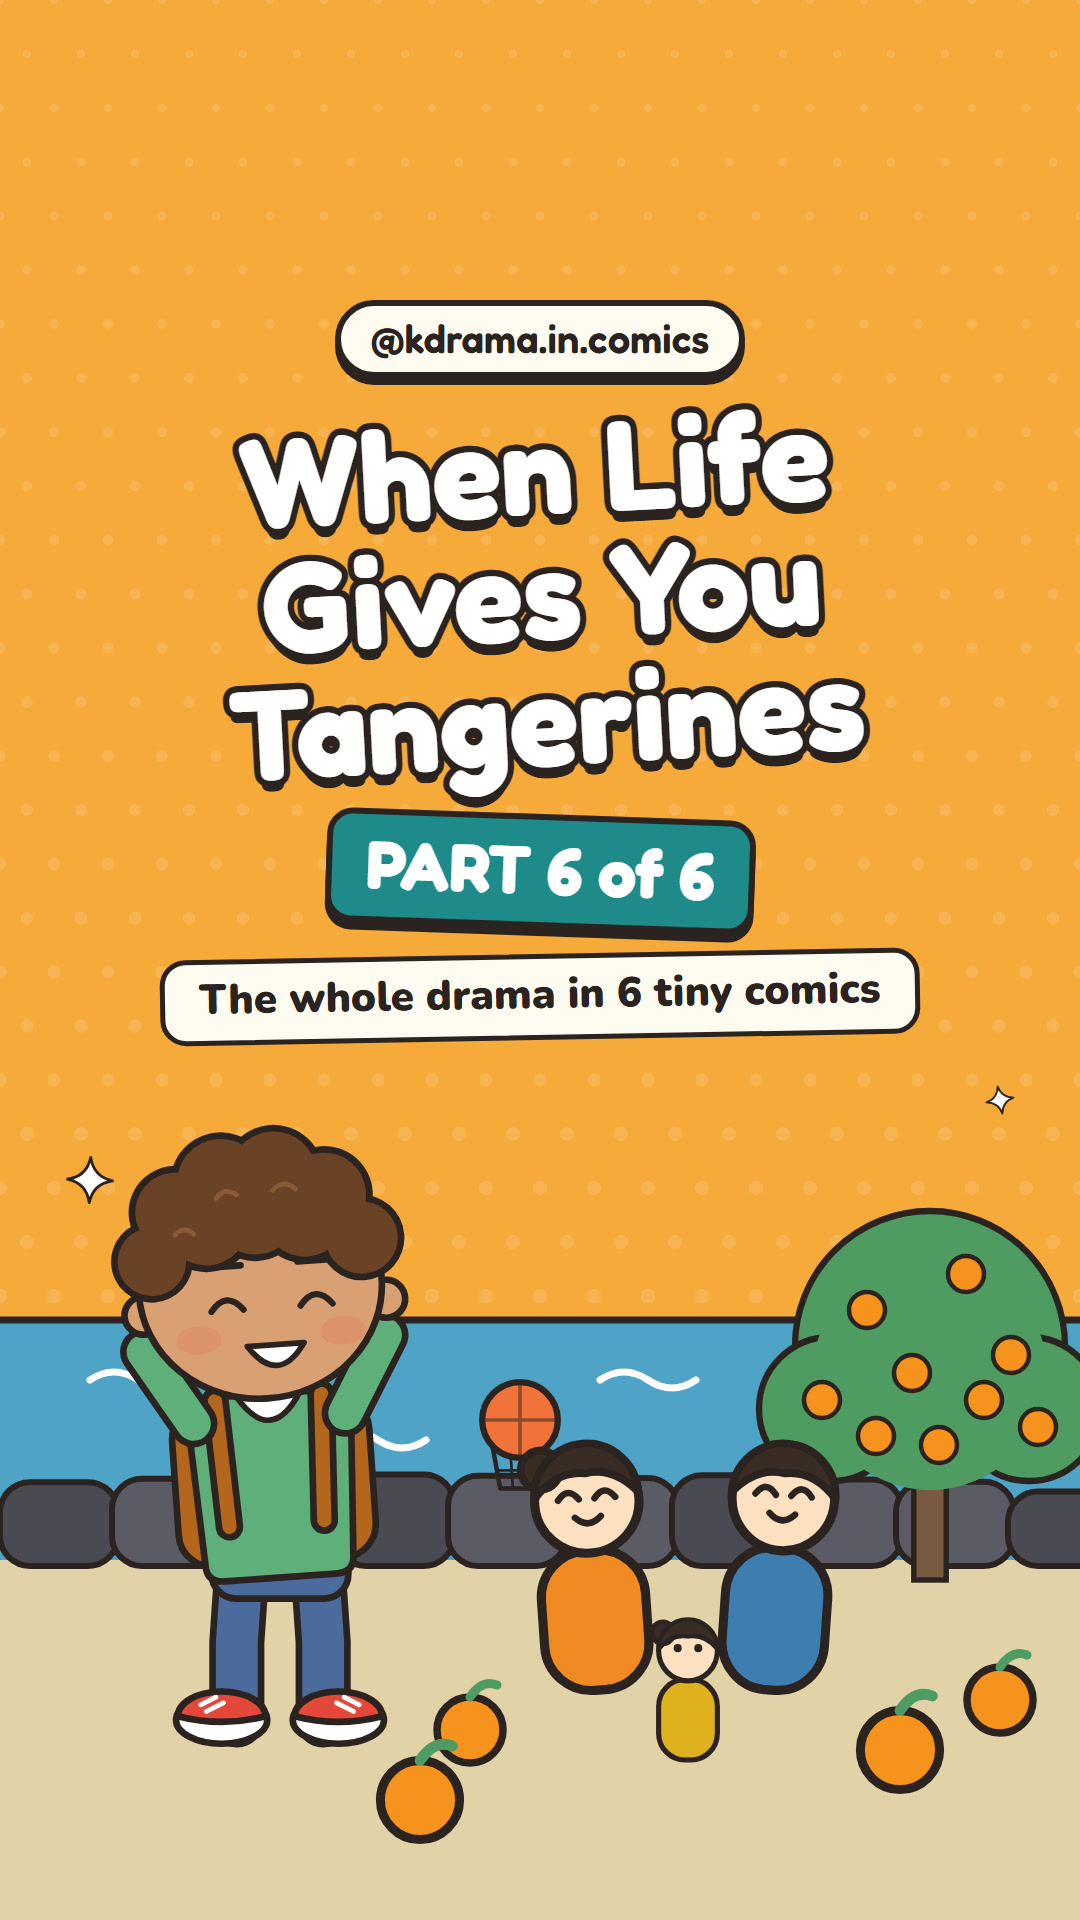 @kdrama.in.comics
When Life
Gives You
Tangerines
PART 6 of 6
The whole drama in 6 tiny comics